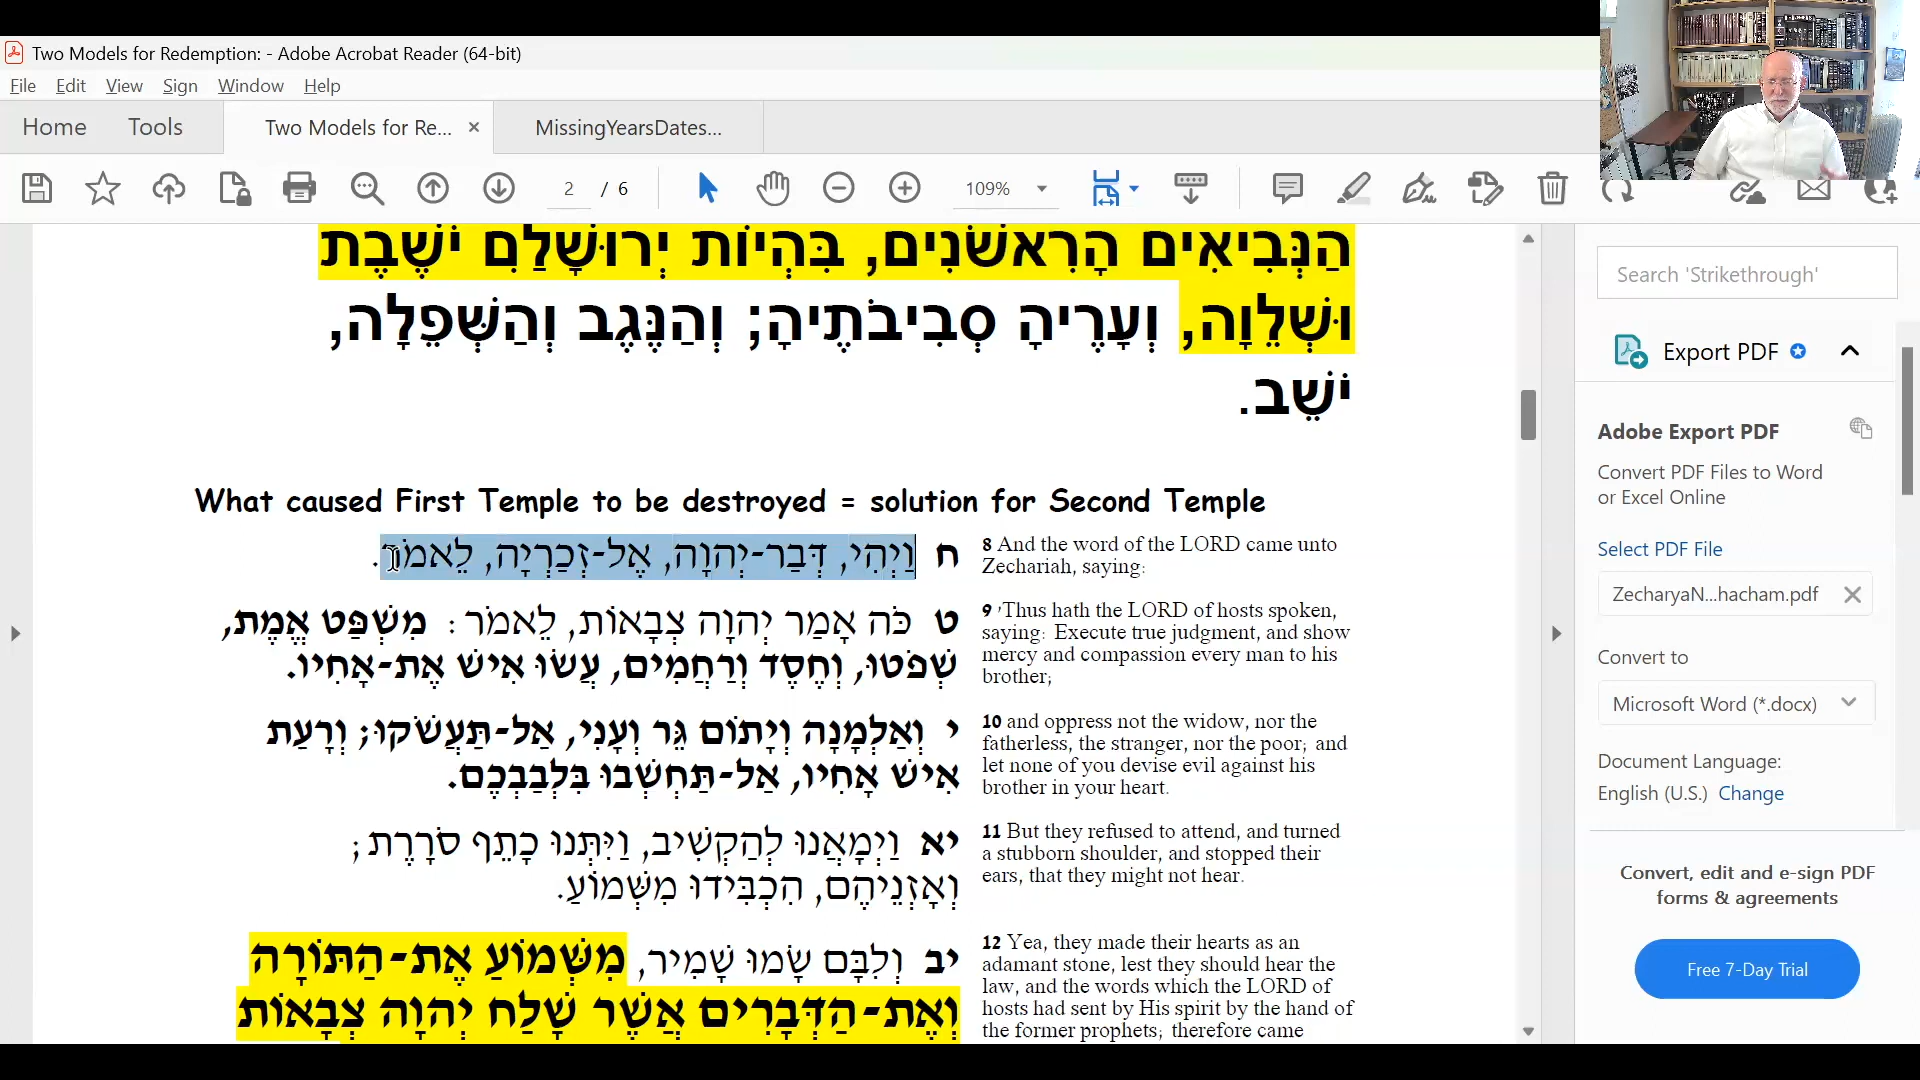 Two Models for Redemption: - Adobe Acrobat Reader (64-bit)
File Edit View Sign Window Help
Home Tools Two Models for Re... × MissingYearsDates...
2 / 6 109%
הַנְּבִיאִים הָרִאשֹׁנִים, בִּהְיוֹת יְרוּשָׁלִַם יֹשֶׁבֶת
וּשְׁלֵוָה, וְעָרֶיהָ סְבִיבֹתֶיהָ; וְהַנֶּגֶב וְהַשְּׁפֵלָה,
יֹשֵׁב.
What caused First Temple to be destroyed = solution for Second Temple
ח וַיְהִי, דְּבַר-יְהוָה, אֶל-זְכַרְיָה, לֵאמֹר.
8 And the word of the LORD came unto
Zechariah, saying:
ט כֹּה אָמַר יְהוָה צְבָאוֹת, לֵאמֹר: מִשְׁפַּט אֱמֶת,
שְׁפֹטוּ, וְחֶסֶד וְרַחֲמִים, עֲשׂוּ אִישׁ אֶת-אָחִיו.
9 'Thus hath the LORD of hosts spoken,
saying: Execute true judgment, and show
mercy and compassion every man to his
brother;
י וְאַלְמָנָה וְיָתוֹם גֵּר וְעָנִי, אַל-תַּעֲשֹׁקוּ; וְרָעַת
אִישׁ אָחִיו, אַל-תַּחְשְׁבוּ בִּלְבַבְכֶם.
10 and oppress not the widow, nor the
fatherless, the stranger, nor the poor; and
let none of you devise evil against his
brother in your heart.
יא וַיְמָאֲנוּ לְהַקְשִׁיב, וַיִּתְּנוּ כָתֵף סֹרָרֶת;
וְאָזְנֵיהֶם, הִכְבִּידוּ מִשְּׁמוֹעַ.
11 But they refused to attend, and turned
a stubborn shoulder, and stopped their
ears, that they might not hear.
יב וְלִבָּם שָׂמוּ שָׁמִיר, מִשְּׁמוֹעַ אֶת-הַתּוֹרָה
וְאֶת-הַדְּבָרִים אֲשֶׁר שָׁלַח יְהוָה צְבָאוֹת
12 Yea, they made their hearts as an
adamant stone, lest they should hear the
law, and the words which the LORD of
hosts had sent by His spirit by the hand of
the former prophets; therefore came
Search 'Strikethrough'
Export PDF
Adobe Export PDF
Convert PDF Files to Word
or Excel Online
Select PDF File
ZecharyaN...hacham.pdf
Convert to
Microsoft Word (*.docx)
Document Language:
English (U.S.) Change
Convert, edit and e-sign PDF
forms & agreements
Free 7-Day Trial